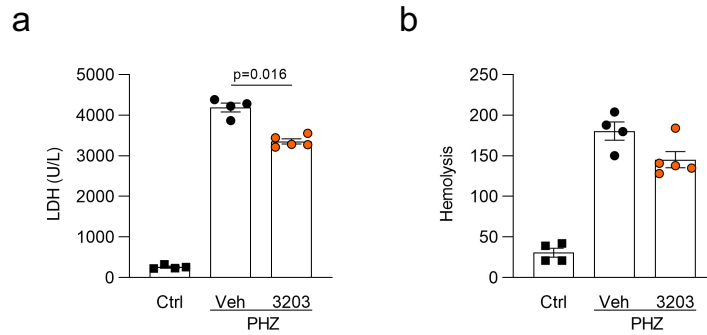 a
b
5000
4000
3000
2000
1000
0
LDH (U/L)
p=0.016
Ctrl
Veh
3203
PHZ
250
200
150
100
50
0
Hemolysis
Ctrl
Veh
3203
PHZ